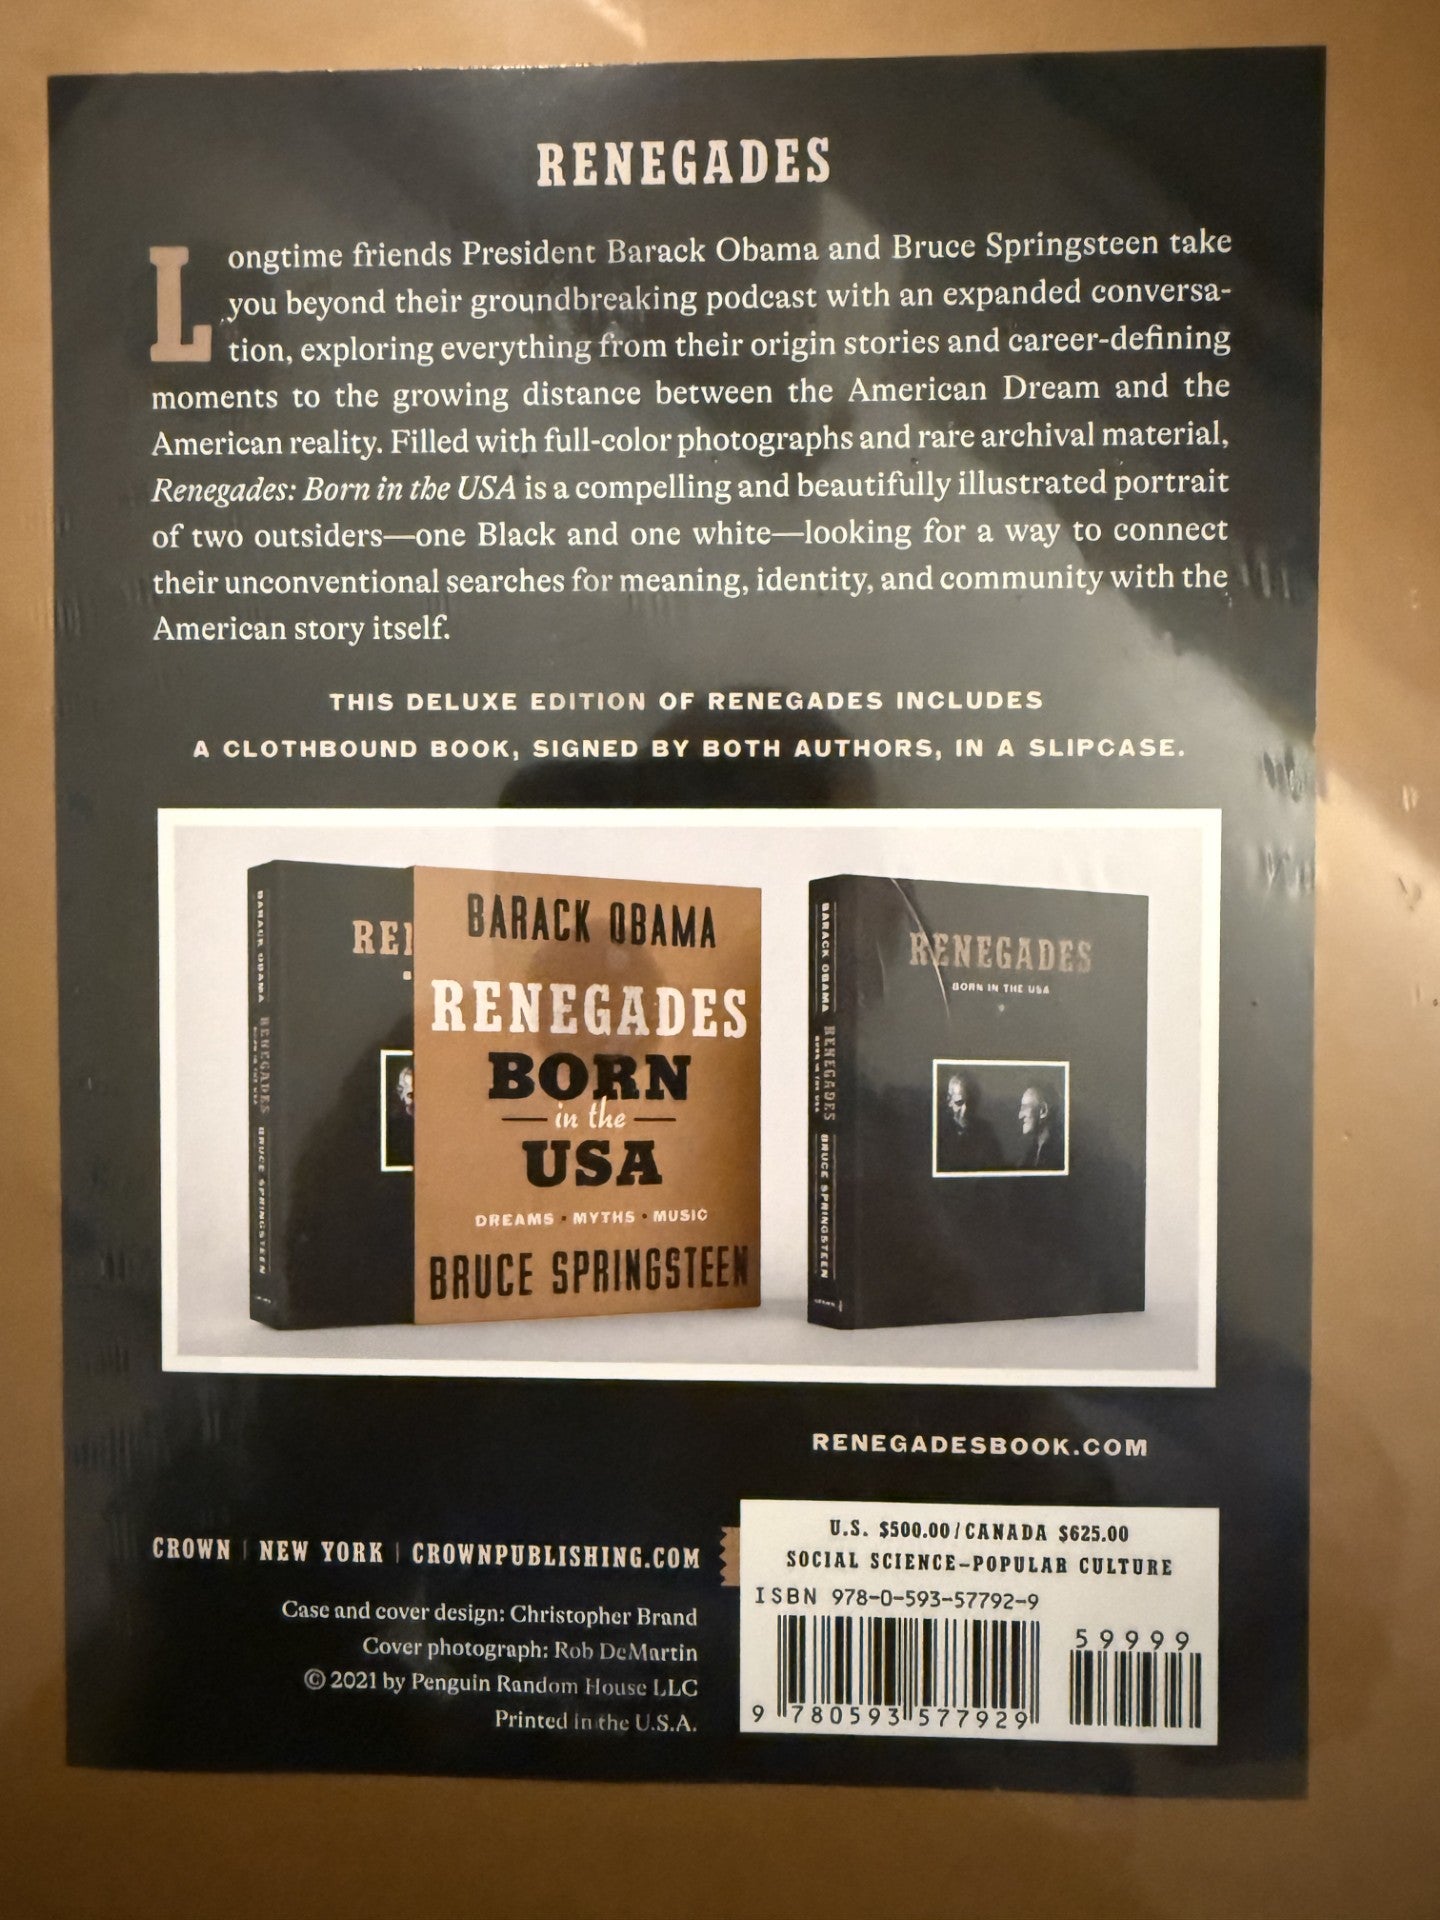 RENEGADES
Longtime friends President Barack Obama and Bruce Springsteen take
you beyond their groundbreaking podcast with an expanded conversa-
tion, exploring everything from their origin stories and career-defining
moments to the growing distance between the American Dream and the
American reality. Filled with full-color photographs and rare archival material,
Renegades: Born in the USA is a compelling and beautifully illustrated portrait
of two outsiders—one Black and one white—looking for a way to connect
their unconventional searches for meaning, identity, and community with the
American story itself.
THIS DELUXE EDITION OF RENEGADES INCLUDES
A CLOTHBOUND BOOK, SIGNED BY BOTH AUTHORS, IN A SLIPCASE.
BARACK OBAMA RENEGADES BORN IN THE USA BRUCE SPRINGSTEEN
REN
BARACK OBAMA
RENEGADES
BORN
in the
USA
DREAMS • MYTHS • MUSIC
BRUCE SPRINGSTEEN
BARACK OBAMA RENEGADES BORN IN THE USA BRUCE SPRINGSTEEN
RENEGADES
BORN IN THE USA
RENEGADESBOOK.COM
CROWN | NEW YORK | CROWNPUBLISHING.COM
Case and cover design: Christopher Brand
Cover photograph: Rob DeMartin
© 2021 by Penguin Random House LLC
Printed in the U.S.A.
U.S. $500.00/CANADA $625.00
SOCIAL SCIENCE–POPULAR CULTURE
ISBN 978-0-593-57792-9
59999
9 780593 577929